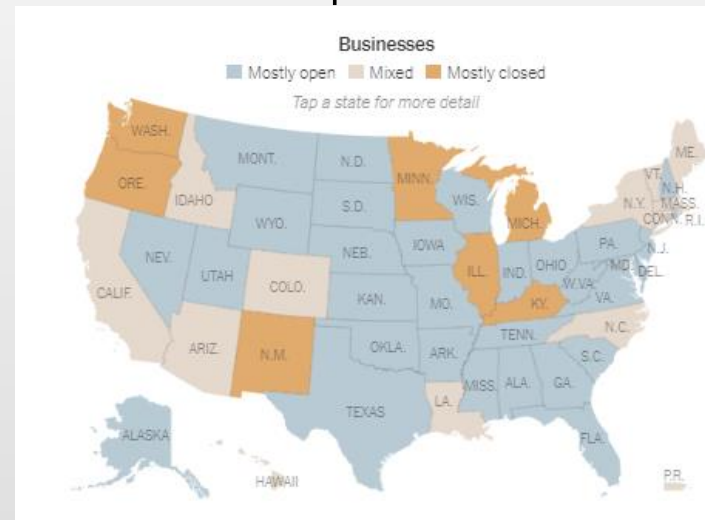 Businesses
Mostly open Mixed Mostly closed
Tap a state for more detail
WASH.
ORE.
IDAHO
MONT.
N.D.
MINN.
WIS.
MICH.
ME.
VT.
N.H.
N.Y.
MASS.
CONN.
R.I.
S.D.
WYO.
NEB.
IOWA
ILL.
IND.
OHIO
PA.
N.J.
MD.
DEL.
W.VA.
VA.
CALIF.
NEV.
UTAH
COLO.
KAN.
MO.
KY.
N.C.
TENN.
ARIZ.
N.M.
OKLA.
ARK.
S.C.
MISS.
ALA.
GA.
TEXAS
LA.
FLA.
ALASKA
HAWAII
P.R.